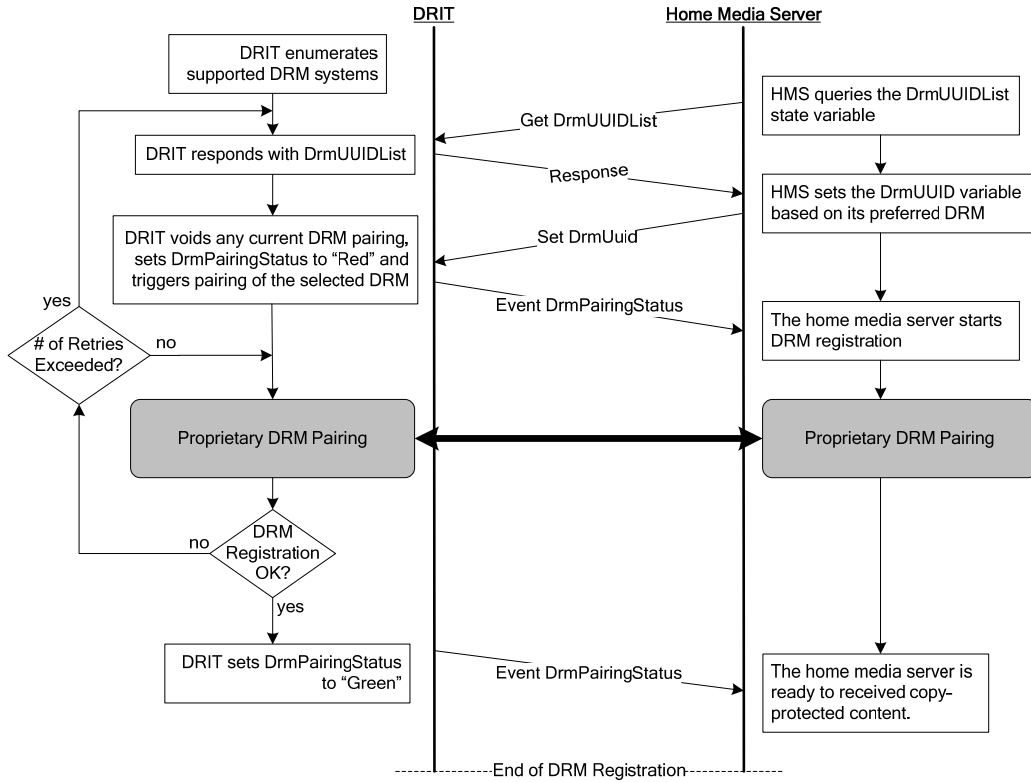 DRIT
Home Media Server
DRIT enumerates
supported DRM systems
HMS queries the DrmUUIDList
state variable
Get DrmUUIDList
DRIT responds with DrmUUIDList
Response
HMS sets the DrmUUID variable
based on its preferred DRM
DRIT voids any current DRM pairing,
sets DrmPairingStatus to “Red” and
triggers pairing of the selected DRM
Set DrmUuid
Event DrmPairingStatus
The home media server starts
DRM registration
yes
# of Retries
Exceeded?
no
Proprietary DRM Pairing
Proprietary DRM Pairing
DRM
Registration
OK?
no
yes
DRIT sets DrmPairingStatus
to “Green”
Event DrmPairingStatus
The home media server is
ready to received copy-
protected content.
End of DRM Registration